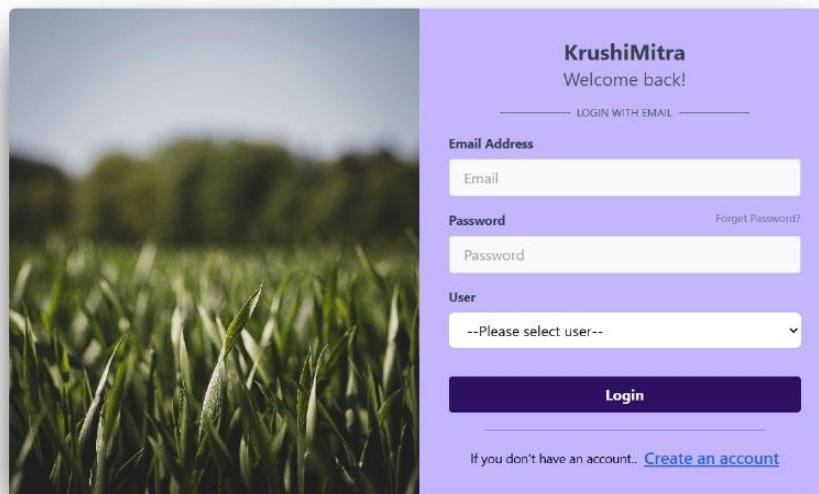 KrushiMitra
Welcome back!
LOGIN WITH EMAIL
Email Address
Email
Password Forget Password?
Password
User
--Please select user--
Login
If you don't have an account.. Create an account